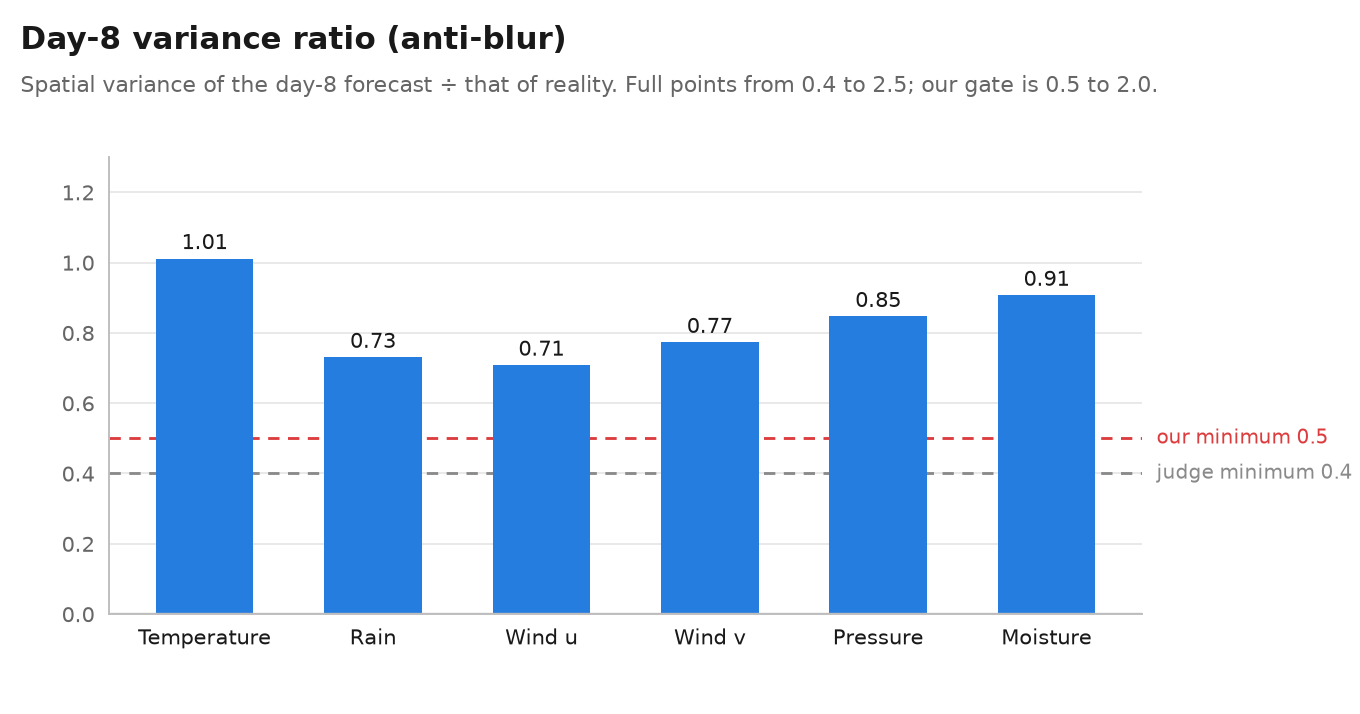 Day-8 variance ratio (anti-blur)
Spatial variance of the day-8 forecast ÷ that of reality. Full points from 0.4 to 2.5; our gate is 0.5 to 2.0.
1.2
1.0
0.8
0.6
0.4
0.2
0.0
1.01
0.73
0.71
0.77
0.85
0.91
our minimum 0.5
judge minimum 0.4
Temperature
Rain
Wind u
Wind v
Pressure
Moisture